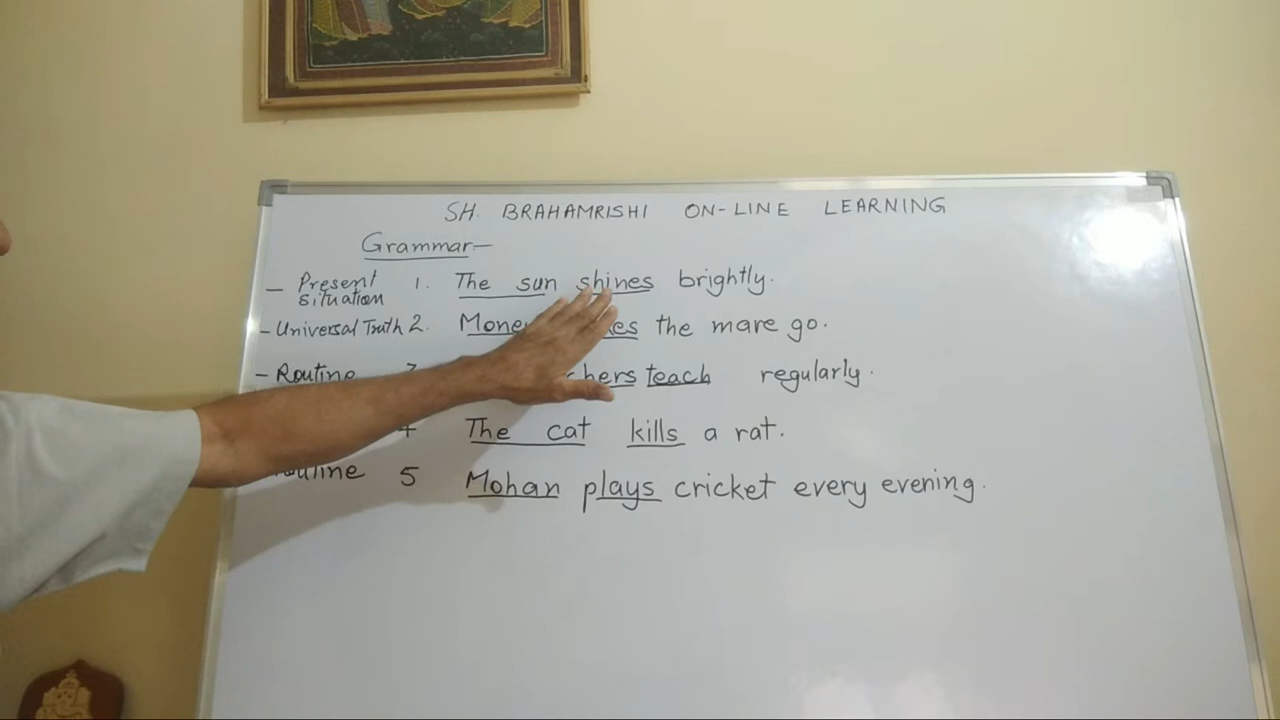 SH. BRAHAMRISHI ON-LINE LEARNING
Grammar-
- Present Situation 1. The sun shines brightly.
- Universal Truth 2. the mare go.
- Routine teach regularly.
4 The cat kills a rat.
5 Mohan plays cricket every evening.